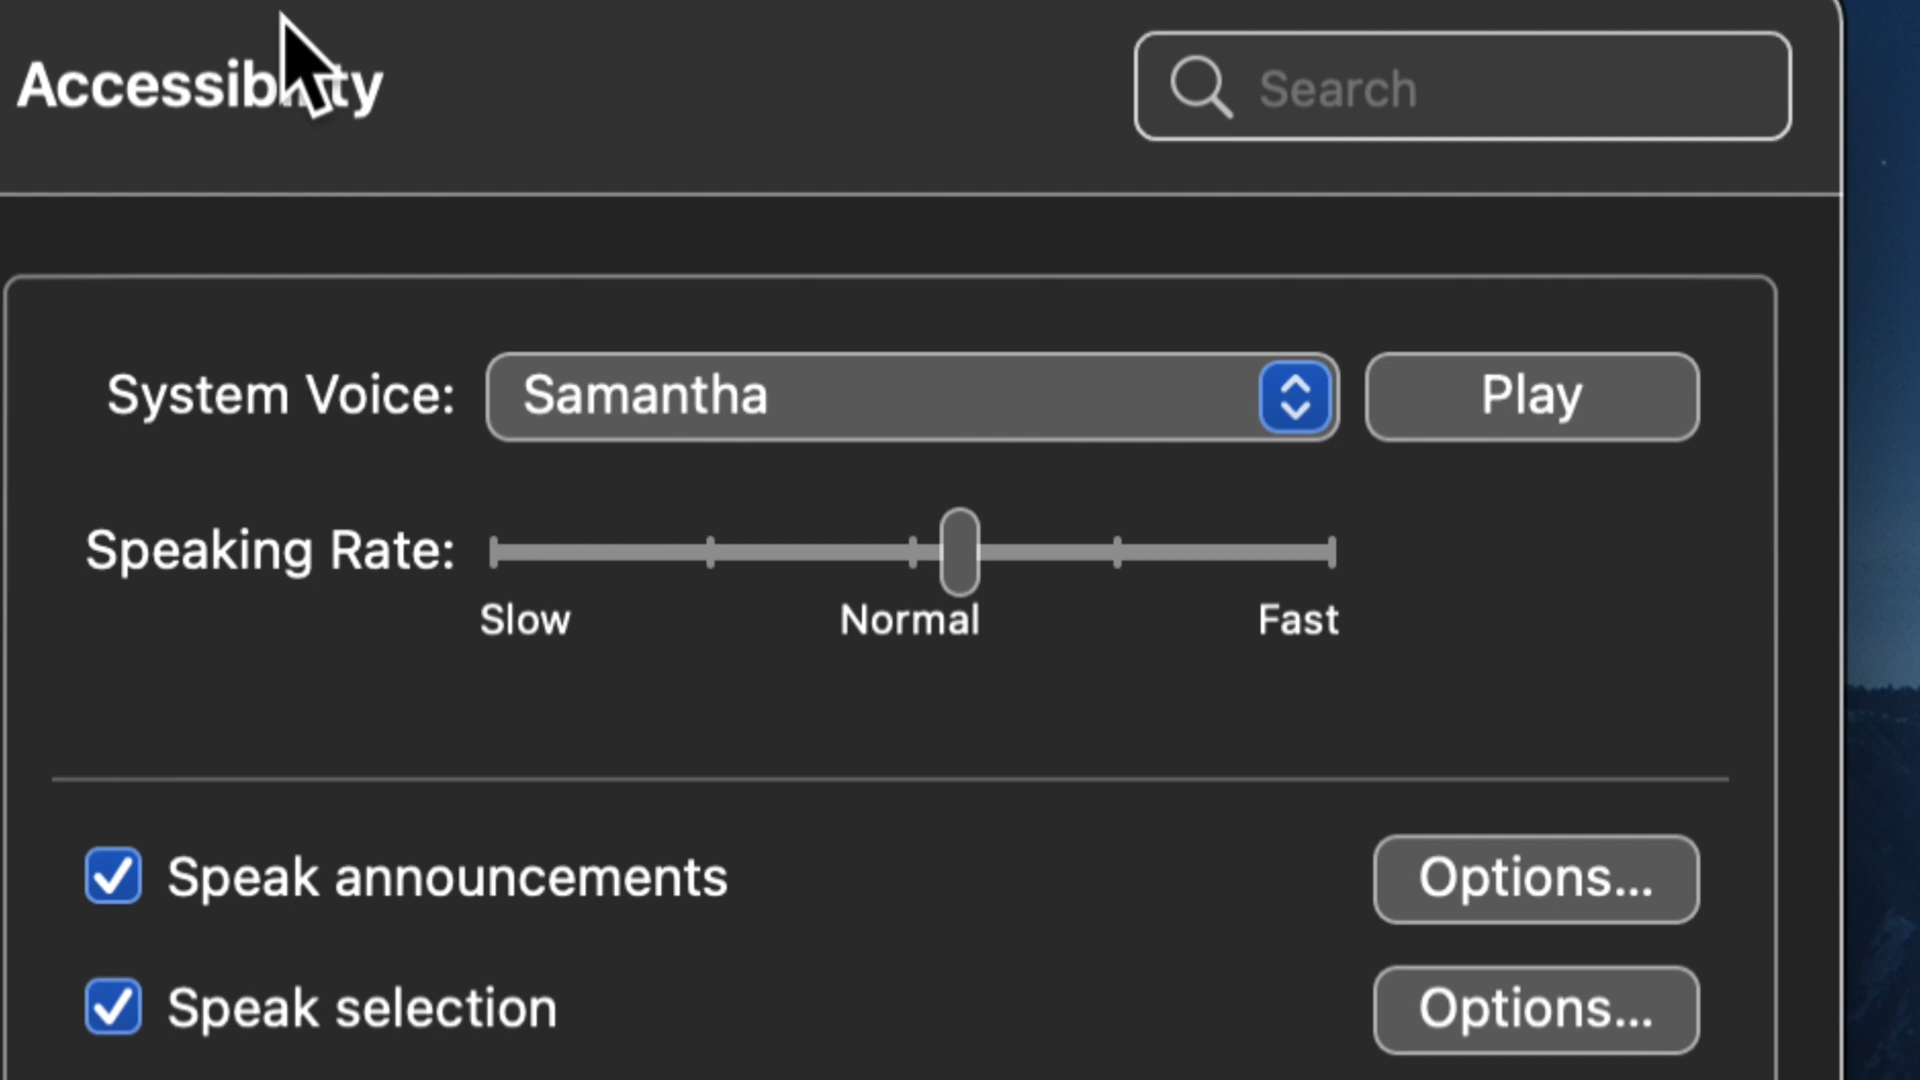 Accessibility
Search
System Voice: Samantha Play
Speaking Rate:
Slow Normal Fast
Speak announcements Options...
Speak selection Options...